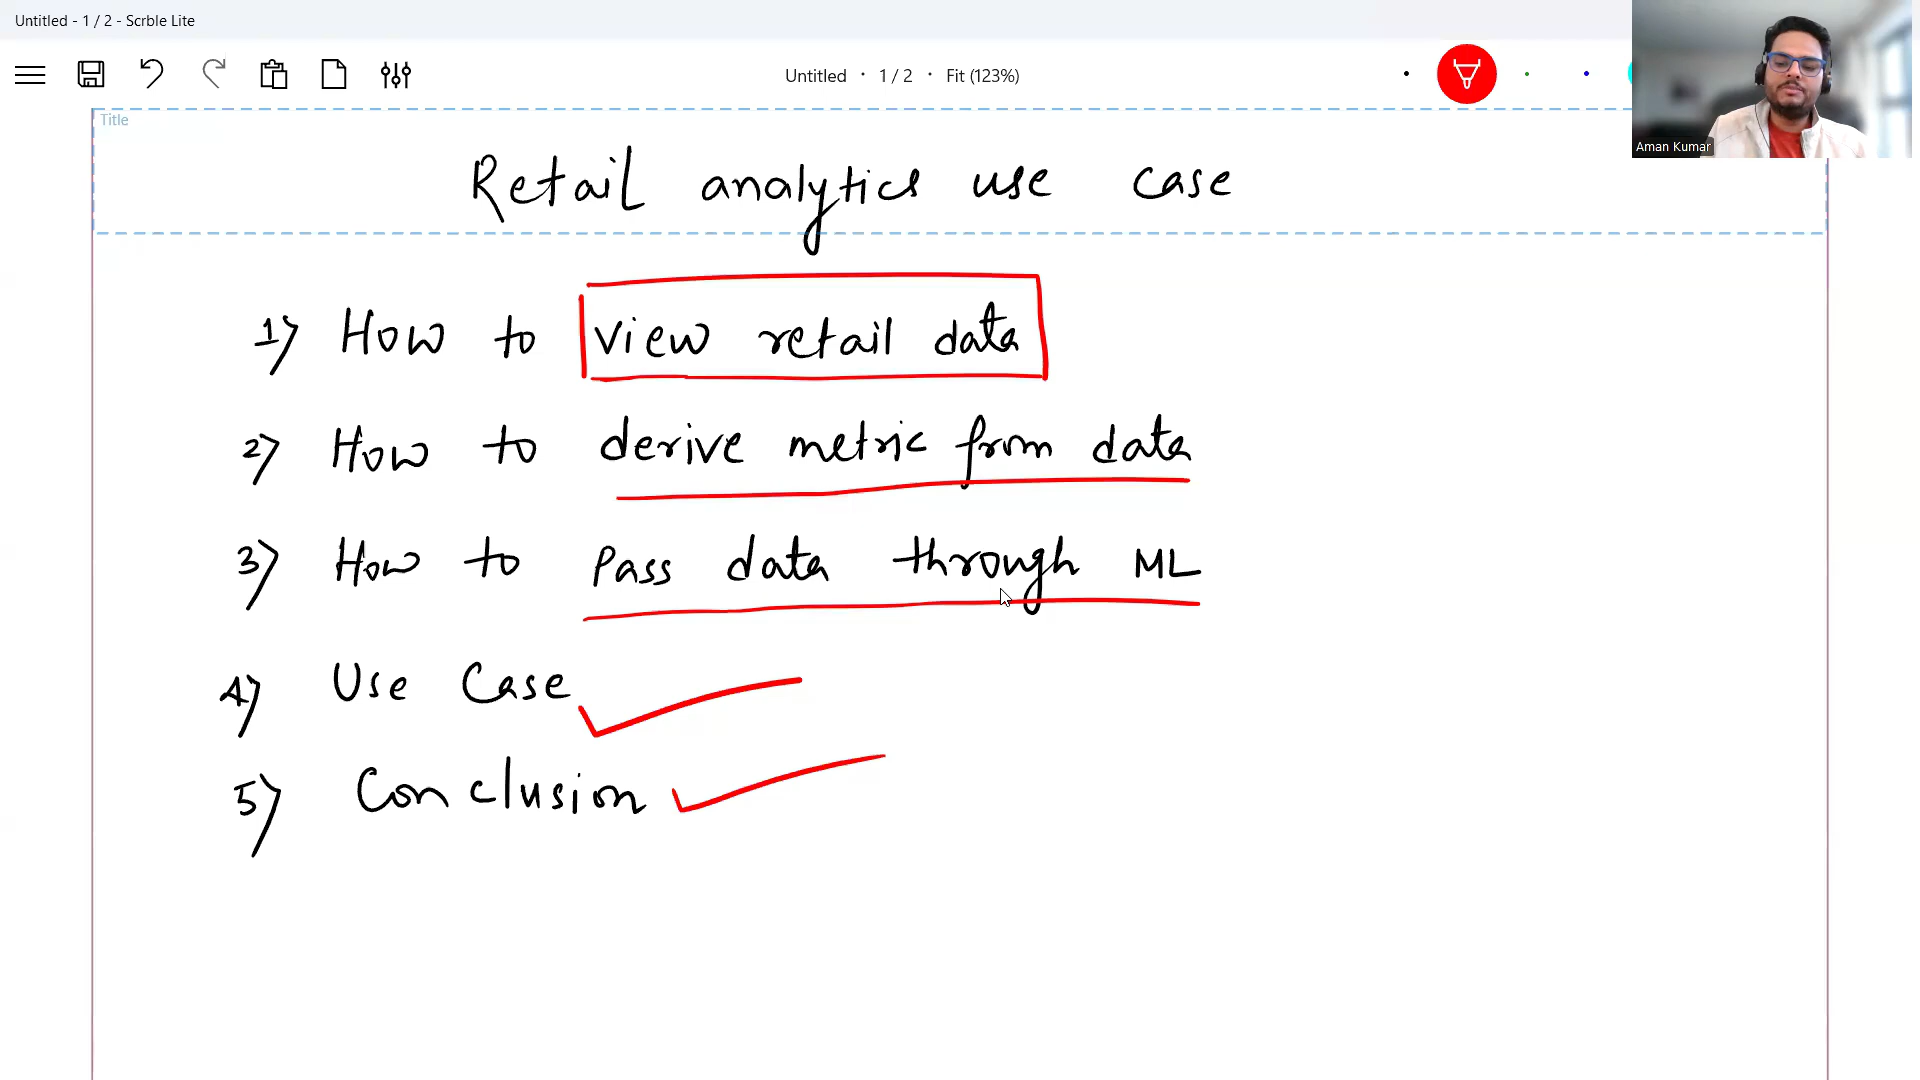 Untitled - 1 / 2 - Scrble Lite
Untitled • 1 / 2 • Fit (123%)
Aman Kumar
Title
Retail analytics use case
1) How to view retail data
2) How to derive metric from data
3) How to pass data through ML
4) Use Case
5) Conclusion